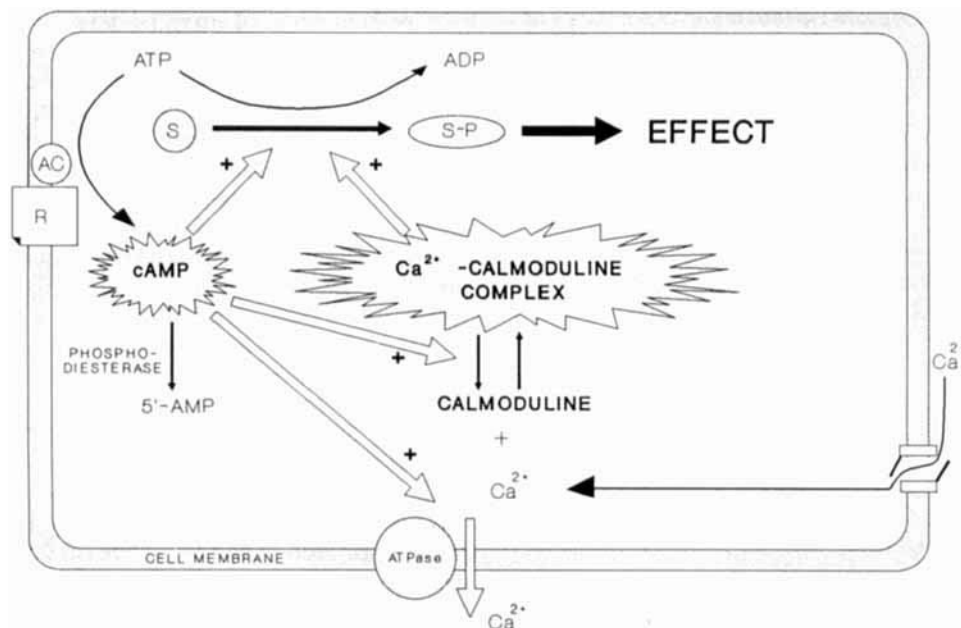 ATP
ADP
S
S-P
EFFECT
+
+
AC
R
cAMP
Ca²⁺ -CALMODULINE
COMPLEX
PHOSPHO-
DIESTERASE
+
Ca²
5'-AMP
CALMODULINE
+
+
Ca²⁺
CELL MEMBRANE
ATPase
Ca²⁺